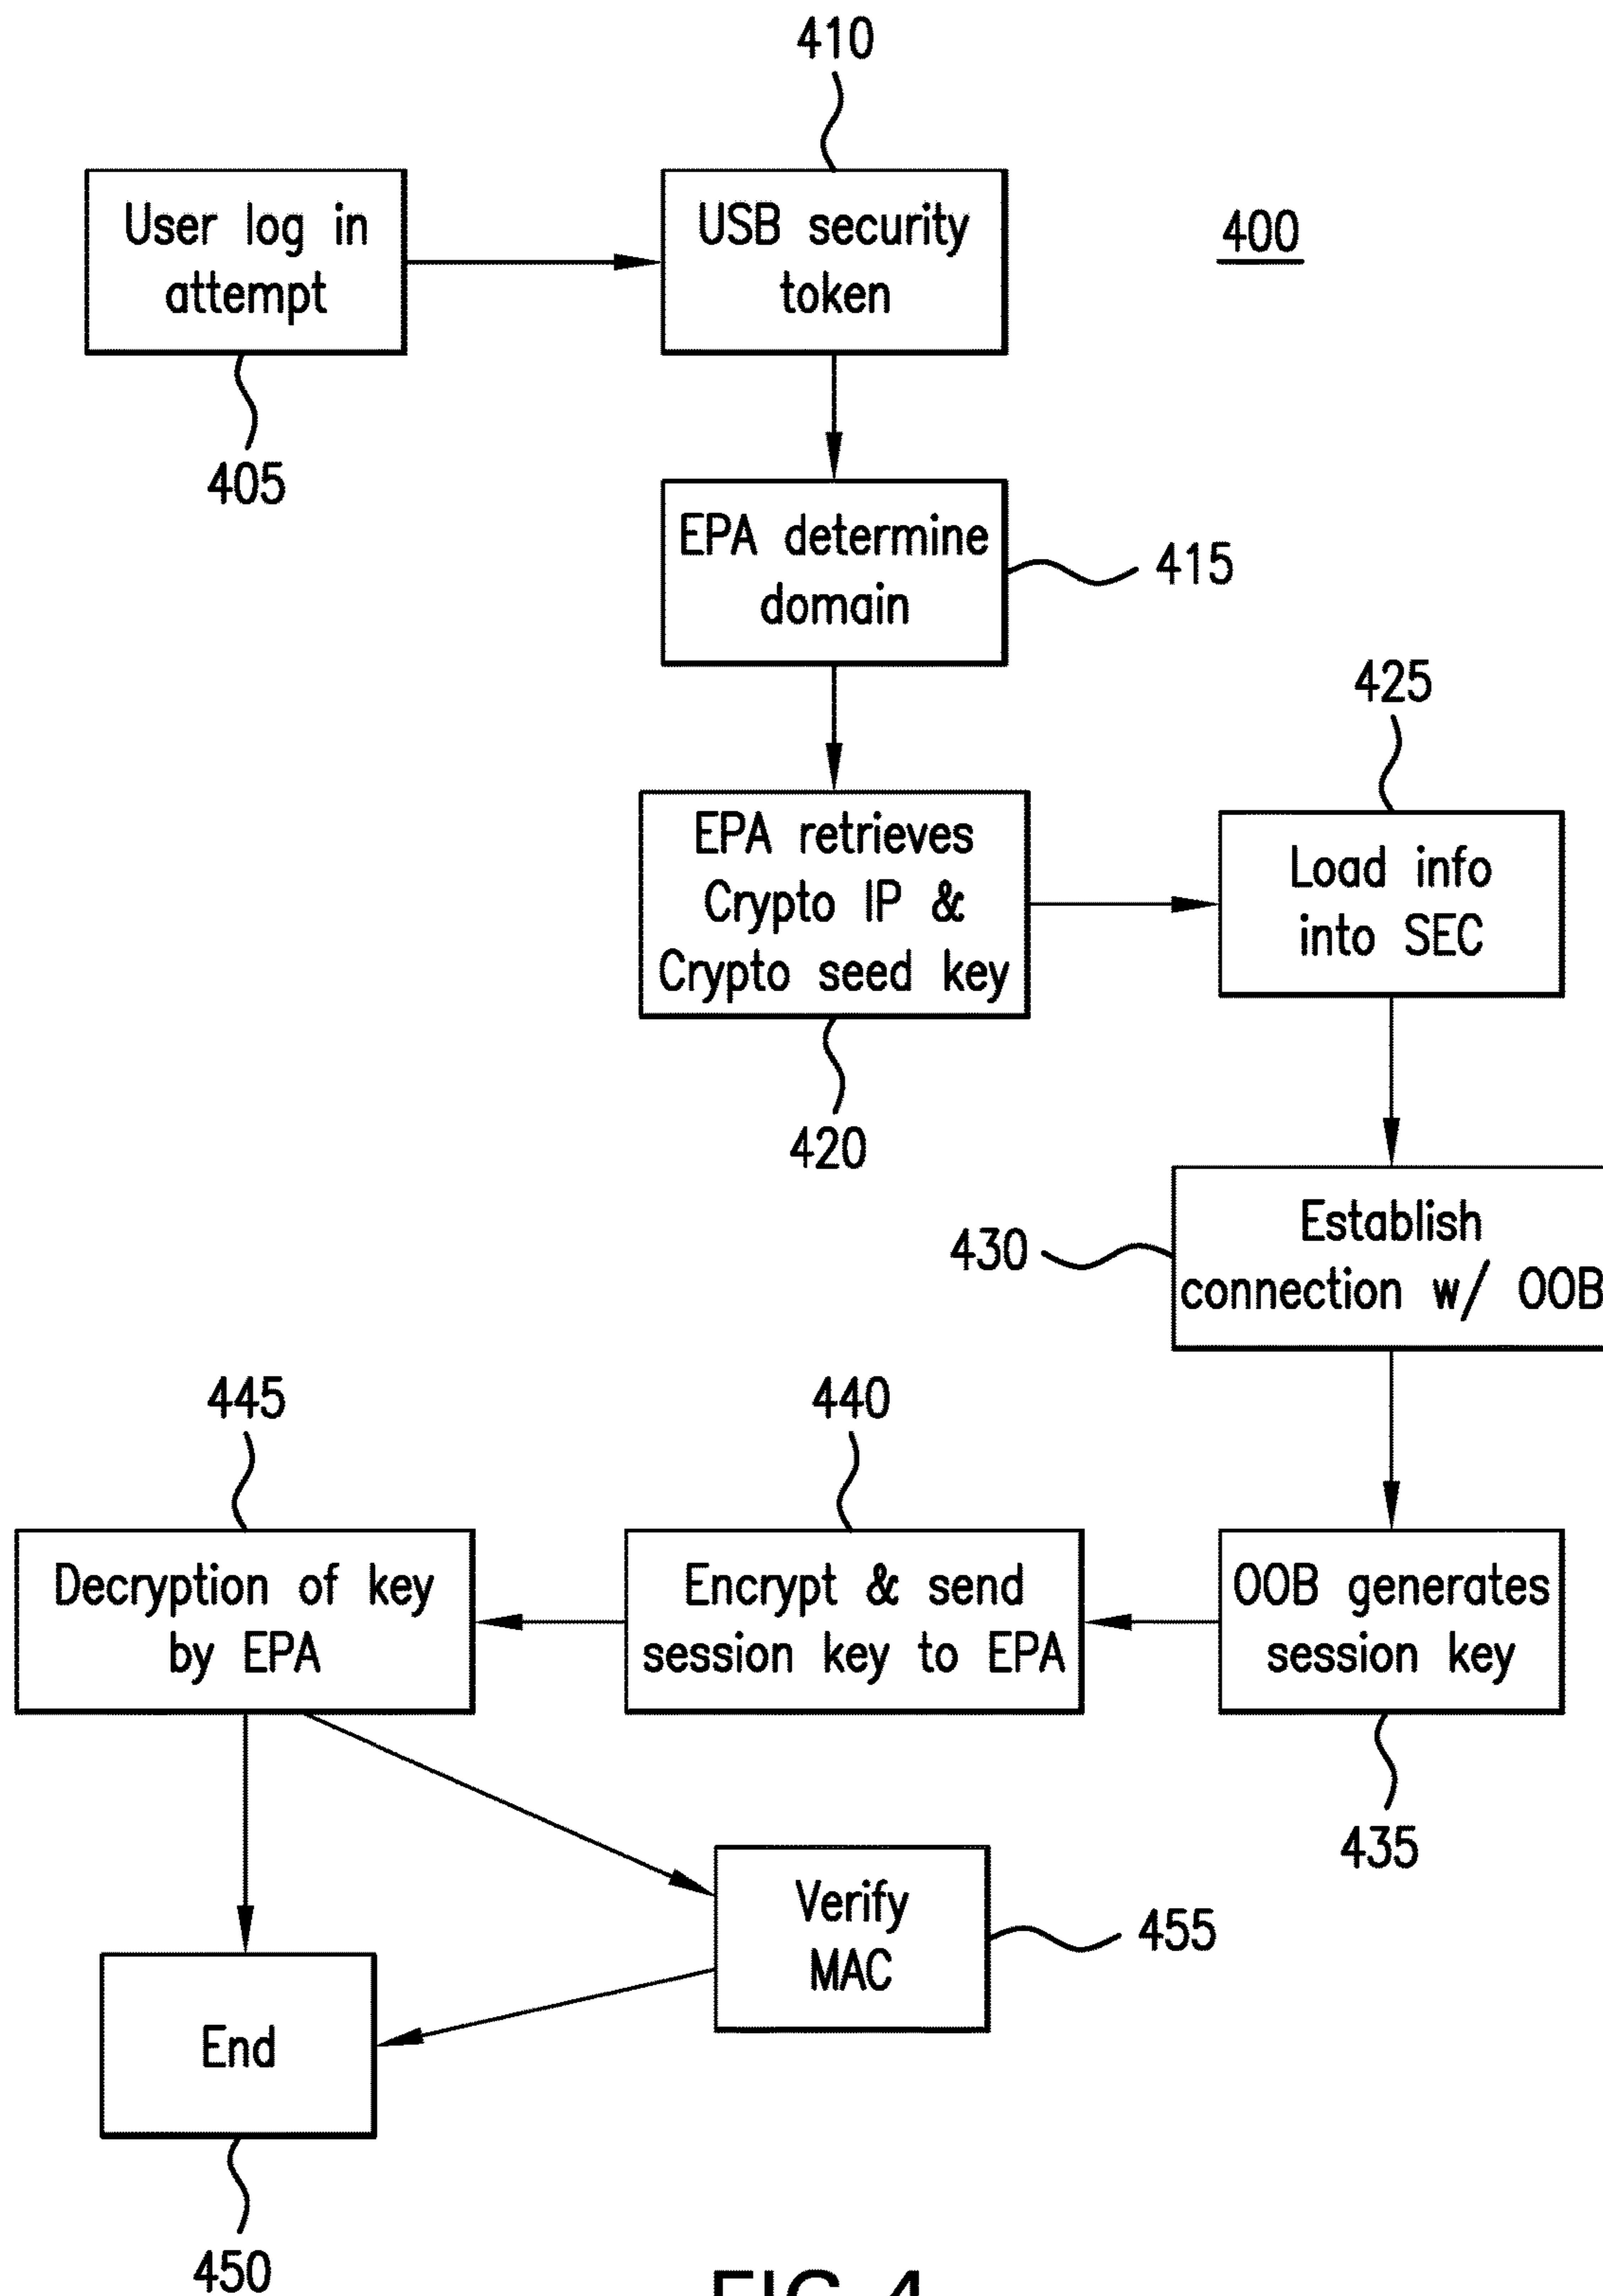 410
User log in
attempt
USB security
token
400
405
EPA determine
domain
415
425
EPA retrieves
Crypto IP &
Crypto seed key
Load info
into SEC
420
430
Establish
connection w/ OOB
445
440
Decryption of key
by EPA
Encrypt & send
session key to EPA
OOB generates
session key
435
Verify
MAC
455
End
450
FIG. 4